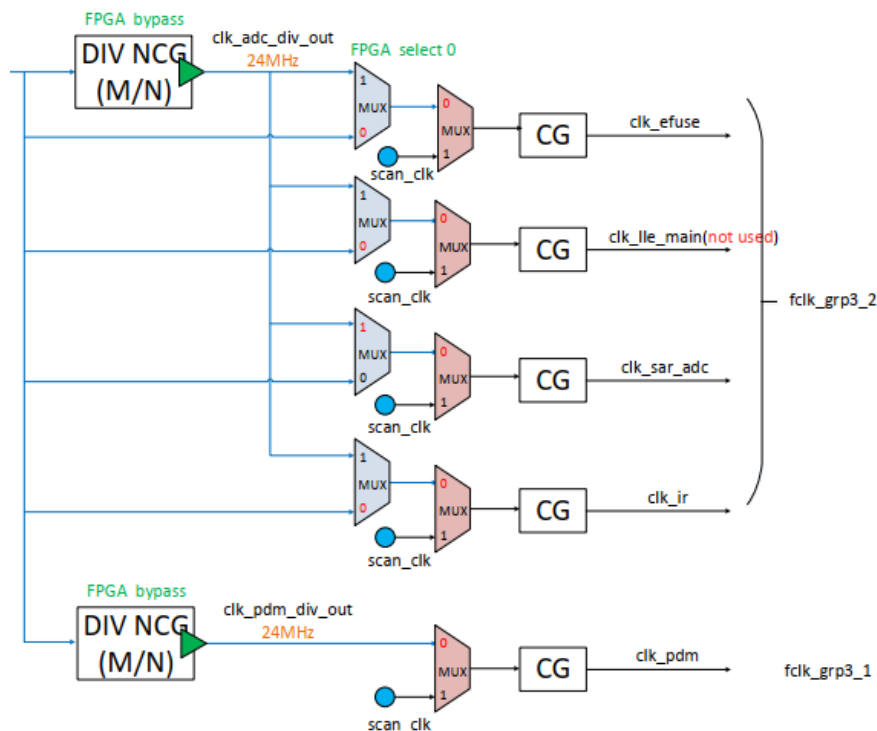 FPGA bypass
DIV NCG
(M/N)
clk_adc_div_out
24MHz
FPGA select 0
1
MUX
0
0
MUX
1
scan_clk
CG
clk_efuse
1
MUX
0
0
MUX
1
scan_clk
CG
clk_lle_main(not used)
fclk_grp3_2
1
MUX
0
0
MUX
1
scan_clk
CG
clk_sar_adc
1
MUX
0
0
MUX
1
scan_clk
CG
clk_ir
FPGA bypass
DIV NCG
(M/N)
clk_pdm_div_out
24MHz
0
MUX
1
scan_clk
CG
clk_pdm
fclk_grp3_1